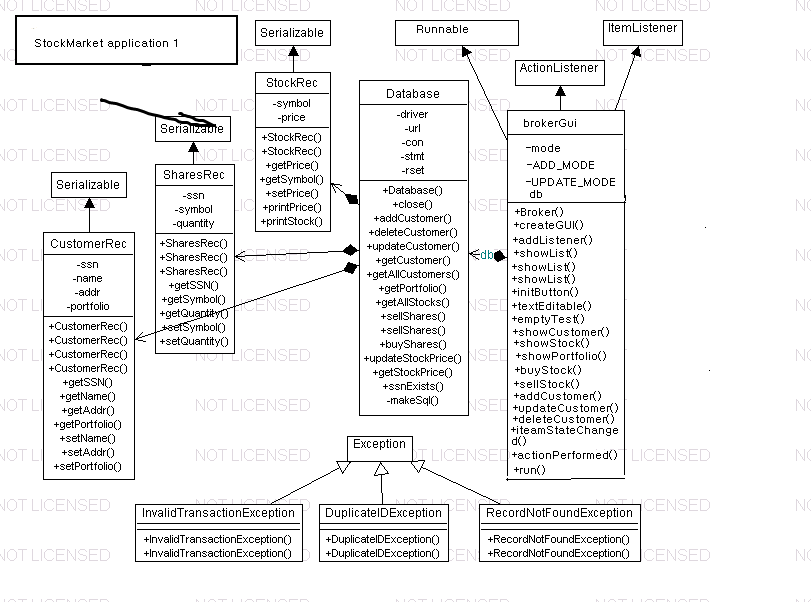 StockMarket application 1
Serializable
StockRec
-symbol
-price
+StockRec()
+StockRec()
+getPrice()
+getSymbol()
+setPrice()
+printPrice()
+printStock()
Serializable
SharesRec
-ssn
-symbol
-quantity
+SharesRec()
+SharesRec()
+SharesRec()
+getSSN()
+getSymbol()
+getQuantity()
+setSymbol()
+setQuantity()
Serializable
CustomerRec
-ssn
-name
-addr
-portfolio
+CustomerRec()
+CustomerRec()
+CustomerRec()
+CustomerRec()
+getSSN()
+getName()
+getAddr()
+getPortfolio()
+setName()
+setAddr()
+setPortfolio()
Database
-driver
-url
-con
-stmt
-rset
+Database()
+close()
+addCustomer()
+deleteCustomer()
+updateCustomer()
+getCustomer()
+getAllCustomers()
+getPortfolio()
+getAllStocks()
+sellShares()
+sellShares()
+buyShares()
+updateStockPrice()
+getStockPrice()
+ssnExists()
-makeSql()
db
Runnable
ItemListener
ActionListener
brokerGui
-mode
-ADD_MODE
-UPDATE_MODE
db
+Broker()
+createGUI()
+addListener()
+showList()
+showList()
+showList()
+initButton()
+textEditable()
+emptyTest()
+showCustomer()
+showStock()
+showPortfolio()
+buyStock()
+sellStock()
+addCustomer()
+updateCustomer()
+deleteCustomer()
+iteamStateChange
d()
+actionPerformed()
+run()
Exception
InvalidTransactionException
+InvalidTransactionException()
+InvalidTransactionException()
DuplicateIDException
+DuplicateIDException()
+DuplicateIDException()
RecordNotFoundException
+RecordNotFoundException()
+RecordNotFoundException()
NOT LICENSED